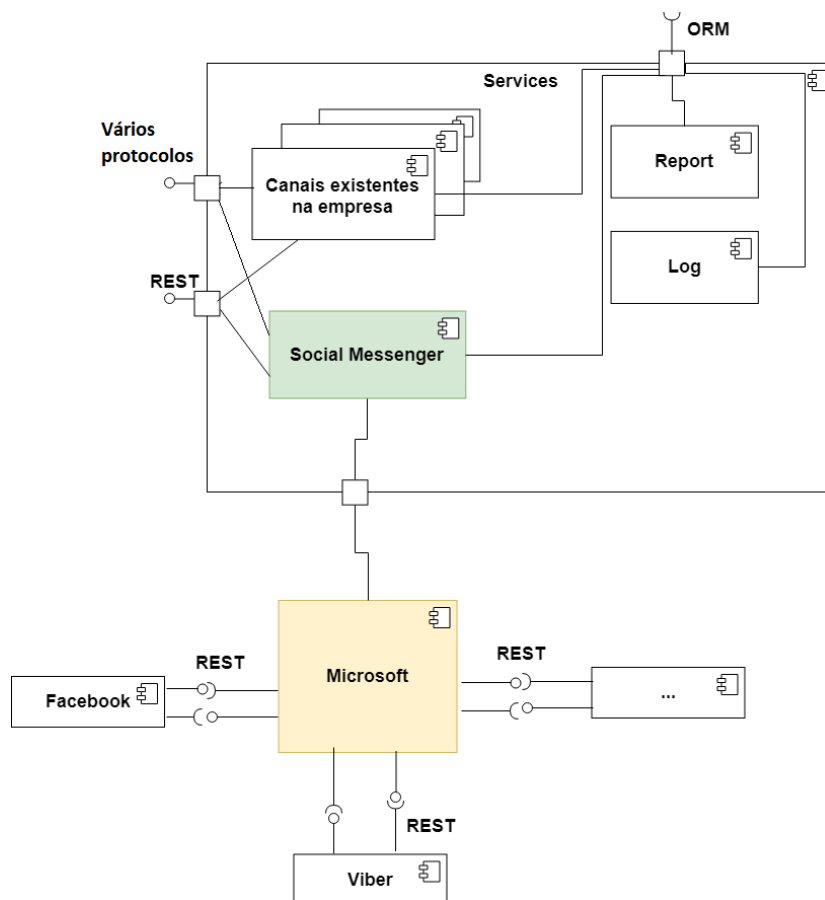 ORM
Services
Vários
protocolos
Canais existentes
na empresa
Report
REST
Log
Social Messenger
REST
REST
Microsoft
Facebook
...
REST
Viber